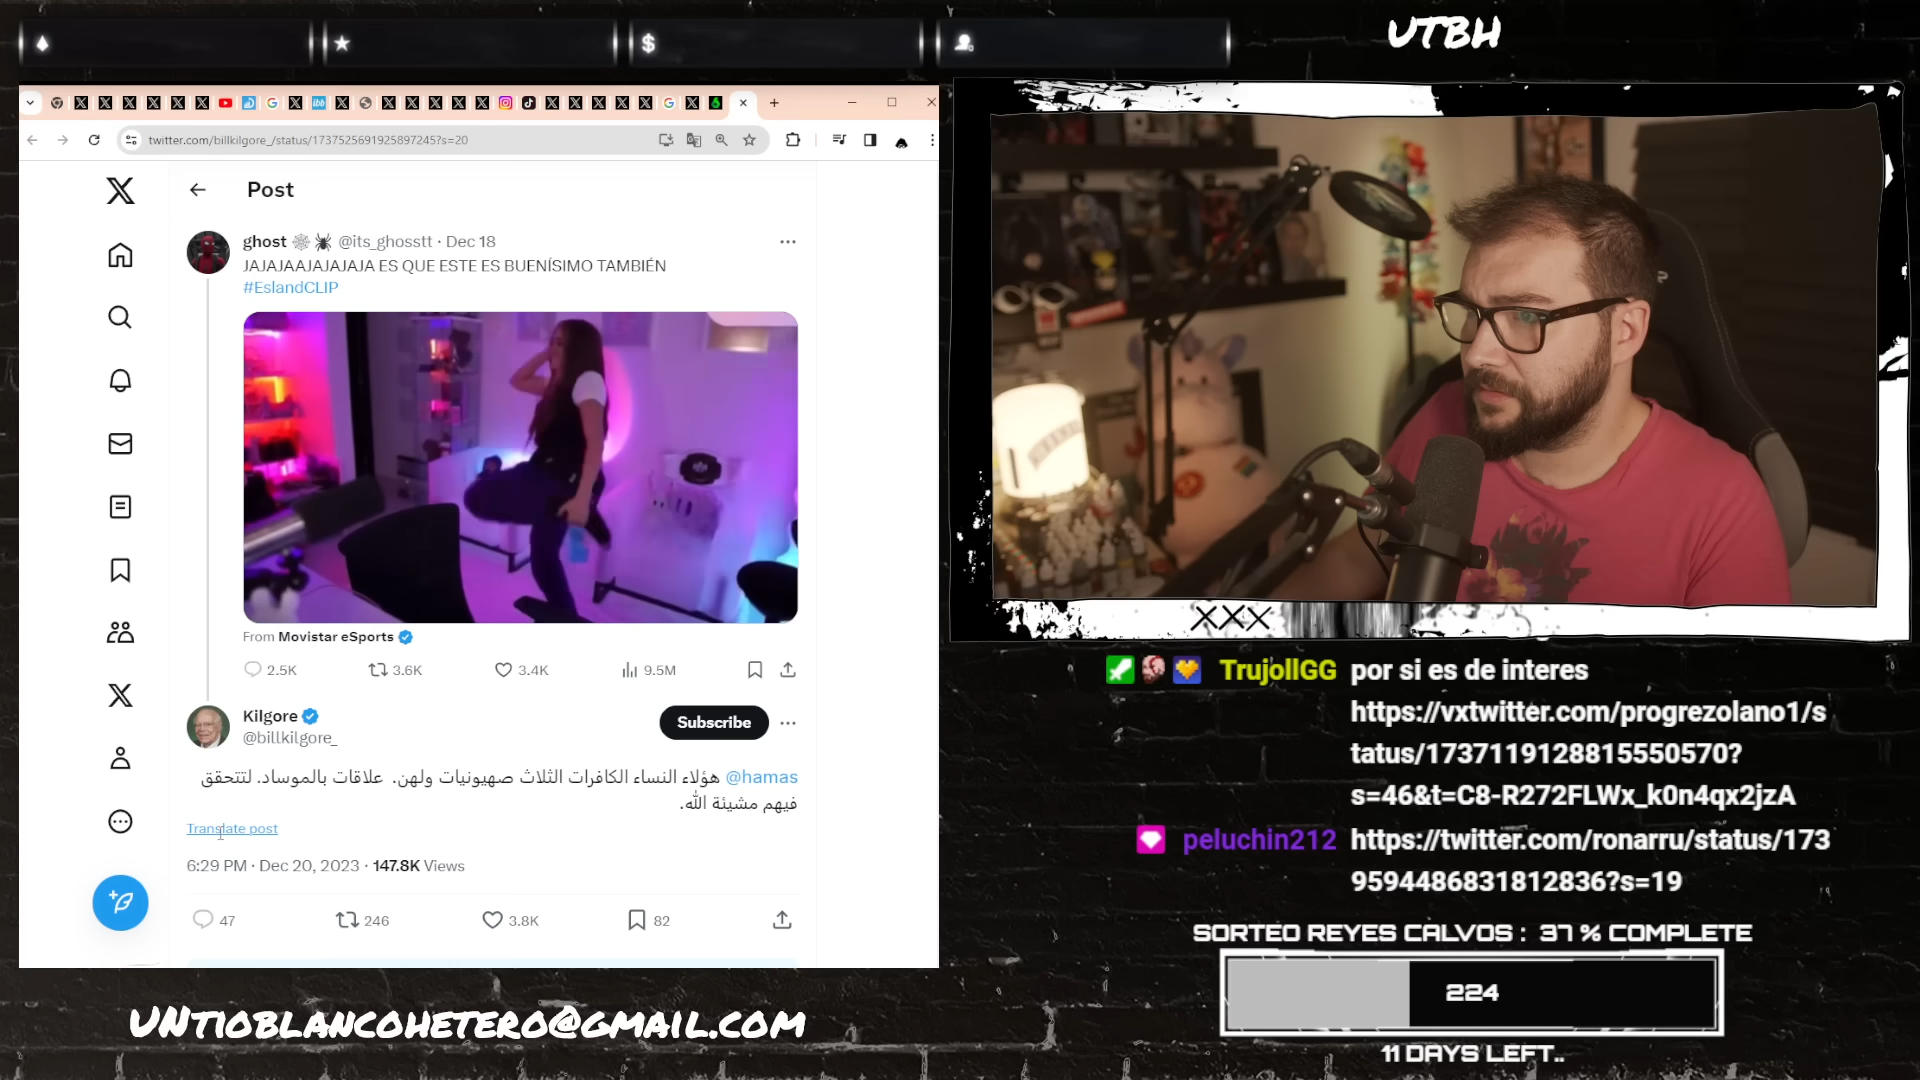 UTBH
twitter.com/billkilgore_/status/1737525691925897245?s=20
Post
ghost @its_ghosstt · Dec 18
JAJAJAAJAJAJAJA ES QUE ESTE ES BUENÍSIMO TAMBIÉN
#EslandCLIP
From Movistar eSports
2.5K 3.6K 3.4K 9.5M
Kilgore
@billkilgore_
Subscribe
@hamas هؤلاء النساء الكافرات الثلاث صهيونيات ولهن. علاقات بالموساد. لتتحقق
فيهم مشيئة الله.
Translate post
6:29 PM · Dec 20, 2023 · 147.8K Views
47 246 3.8K 82
UNTIOBLANCOHETERO@GMAIL.COM
XXX
TrujollGG por si es de interes
https://vxtwitter.com/progrezolano1/s
tatus/1737119128815550570?
s=46&t=C8-R272FLWx_k0n4qx2jzA
peluchin212 https://twitter.com/ronarru/status/173
9594486831812836?s=19
SORTEO REYES CALVOS : 37 % COMPLETE
224
11 DAYS LEFT..